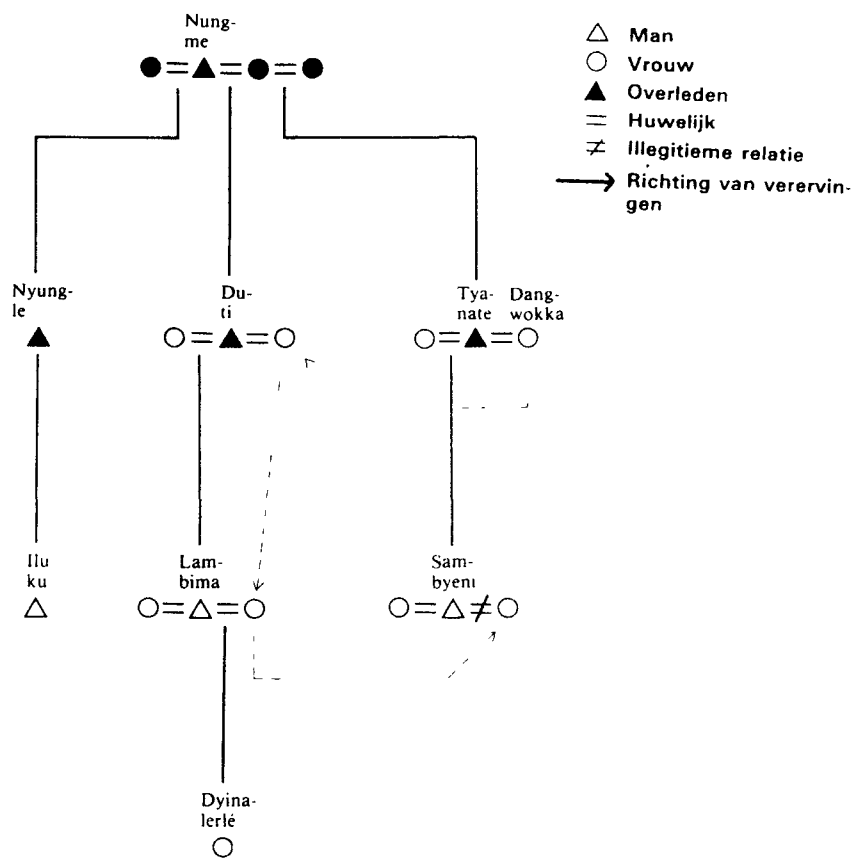 Nung-
me
Man
Vrouw
Overleden
Huwelijk
Illegitieme relatie
Richting van verervin-
gen
Nyung-
le
Du-
ti
Tya-
nate
Dang-
wokka
Ilu
ku
Lam-
bima
Sam-
byeni
Dyina-
lerlé